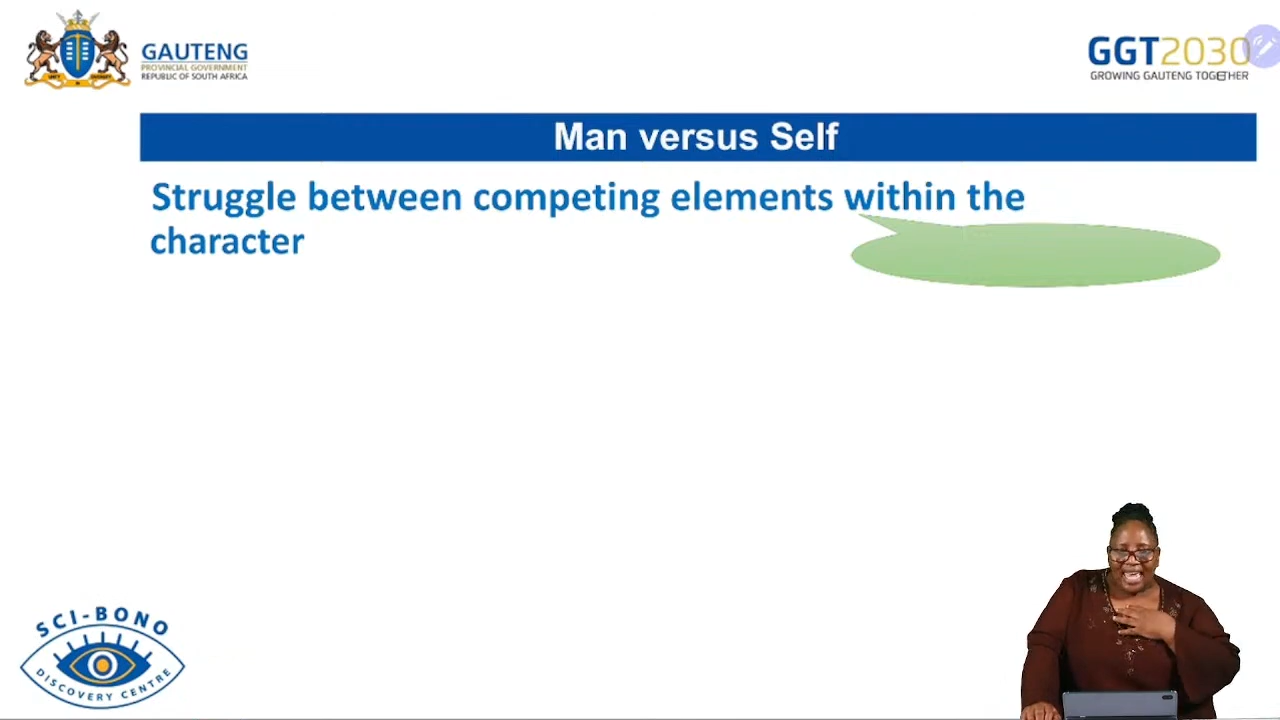 GAUTENG
PROVINCIAL GOVERNMENT
REPUBLIC OF SOUTH AFRICA
GGT2030
GROWING GAUTENG TOGETHER
Man versus Self
Struggle between competing elements within the
character
SCI-BONO
DISCOVERY CENTRE